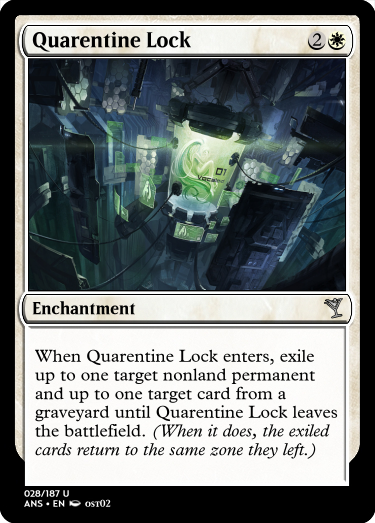 Quarentine Lock 2
01
Enchantment
When Quarentine Lock enters, exile
up to one target nonland permanent
and up to one target card from a
graveyard until Quarentine Lock leaves
the battlefield. (When it does, the exiled
cards return to the same zone they left.)
028/187 U
ANS • EN OST02